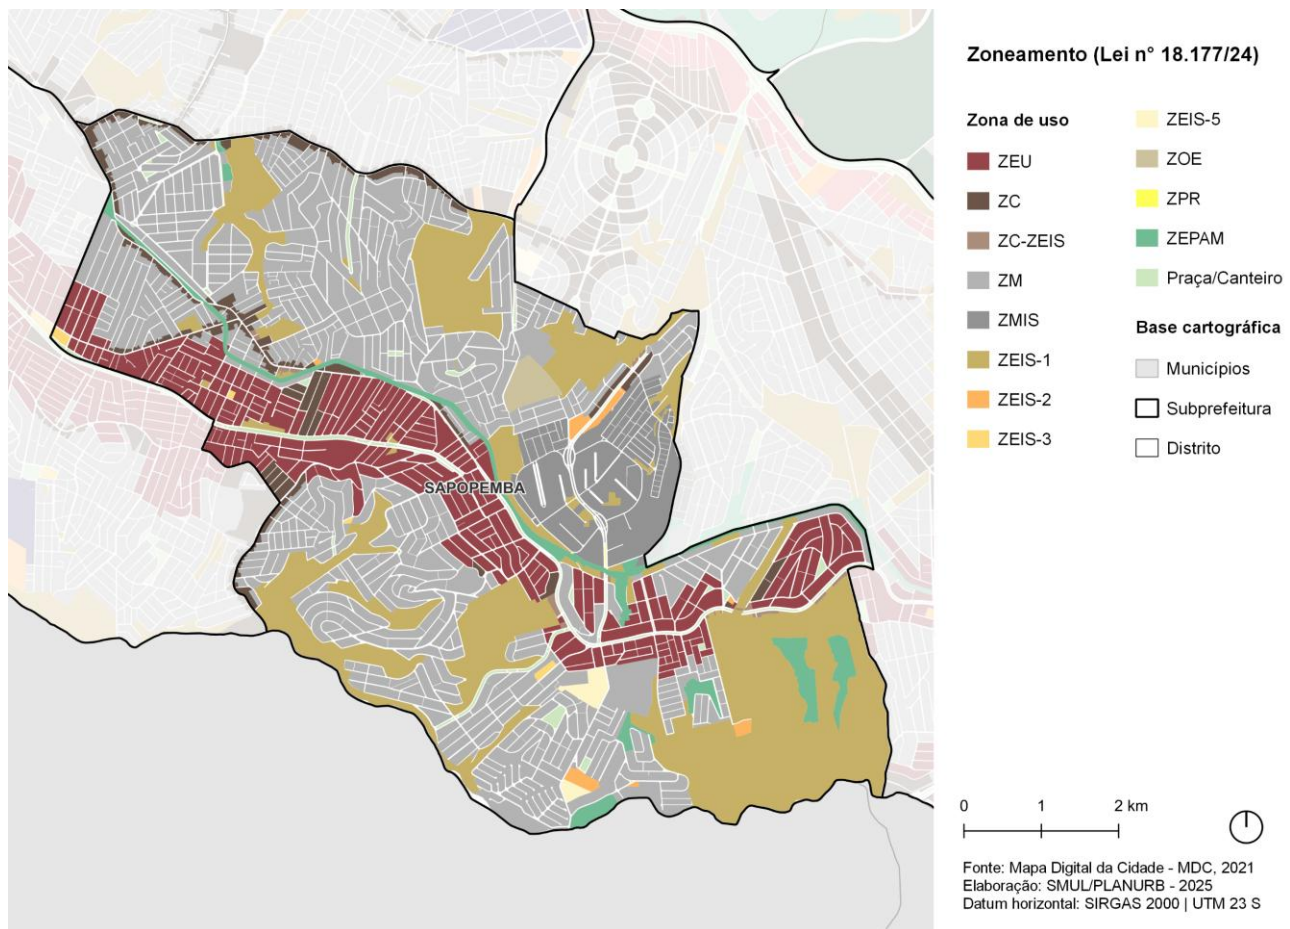 Zoneamento (Lei n° 18.177/24)
Zona de uso
ZEU
ZC
ZC-ZEIS
ZM
ZMIS
ZEIS-1
ZEIS-2
ZEIS-3
ZEIS-5
ZOE
ZPR
ZEPAM
Praça/Canteiro
Base cartográfica
Municípios
Subprefeitura
Distrito
SAPOPEMBA
0 1 2 km
Fonte: Mapa Digital da Cidade - MDC, 2021
Elaboração: SMUL/PLANURB - 2025
Datum horizontal: SIRGAS 2000 | UTM 23 S